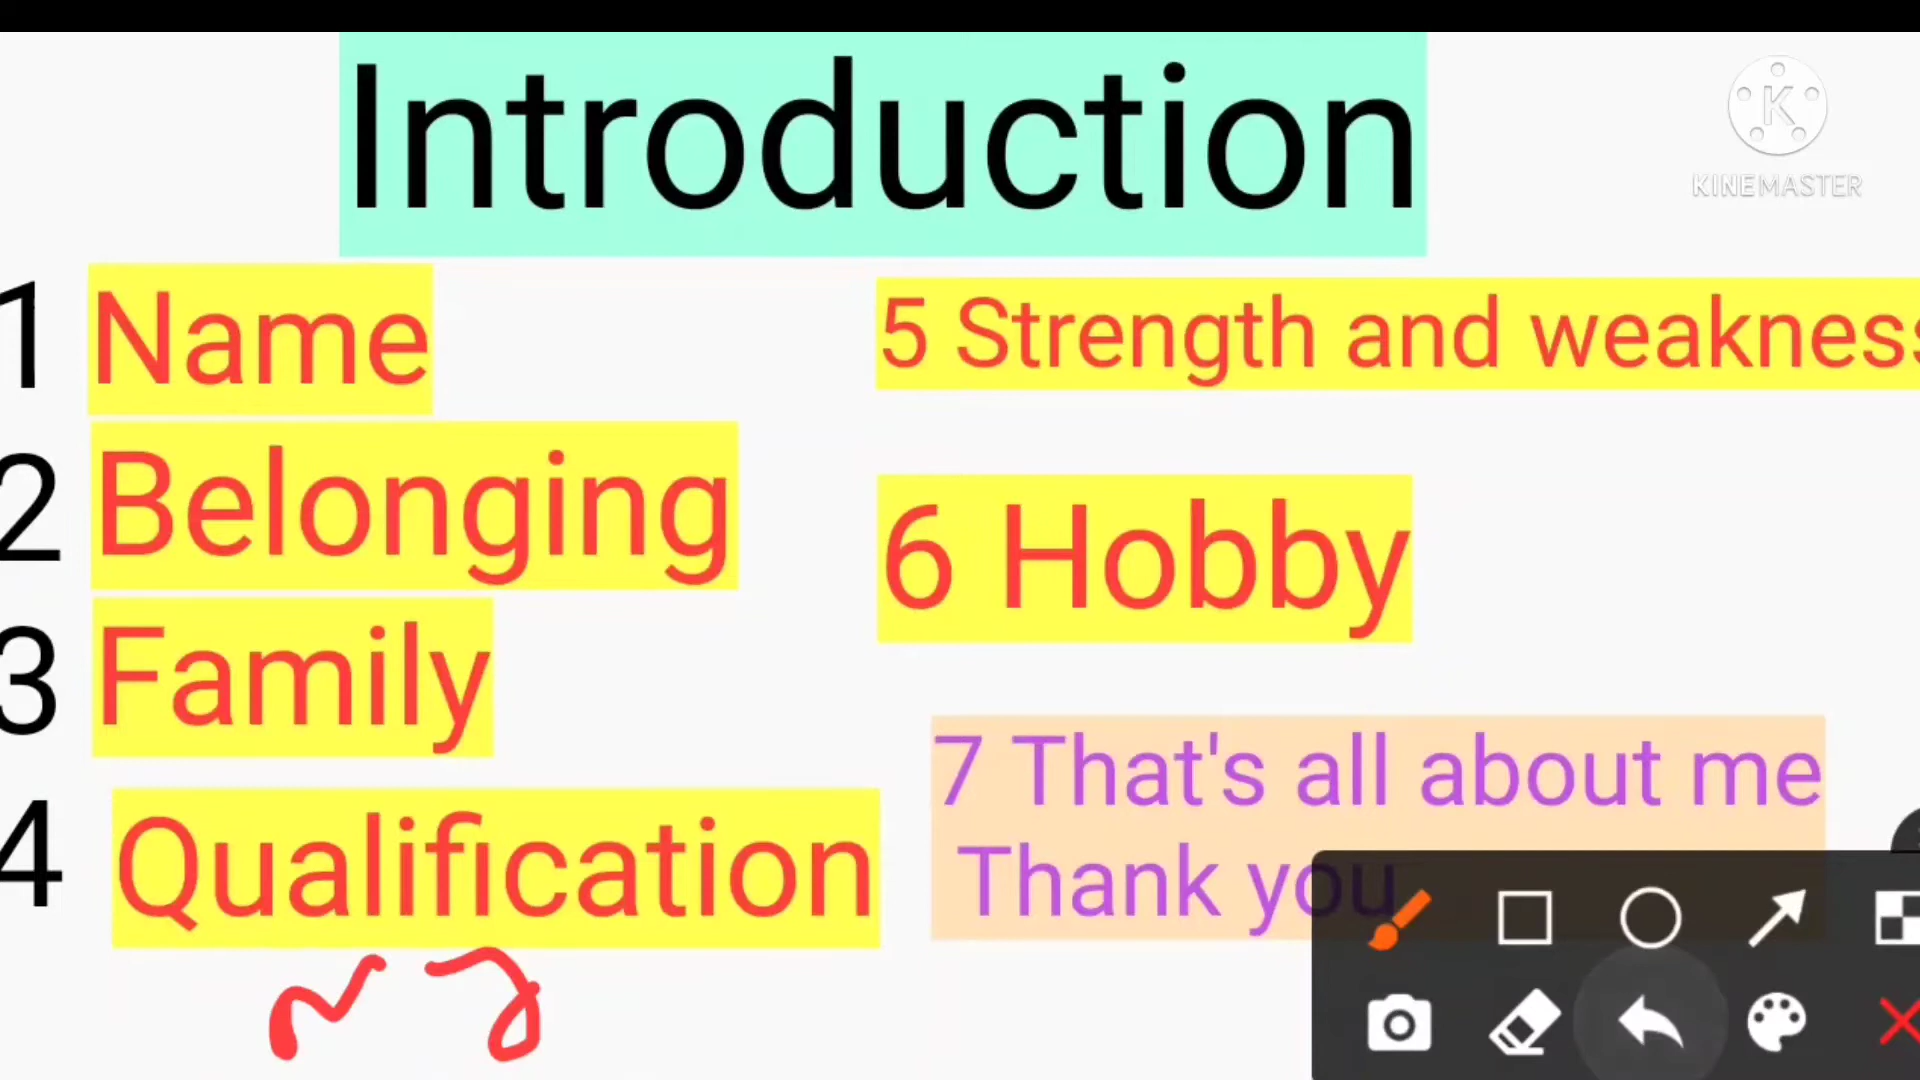 Introduction
KINEMASTER
1 Name
2 Belonging
3 Family
4 Qualification
5 Strength and weakness
6 Hobby
7 That's all about me
Thank you